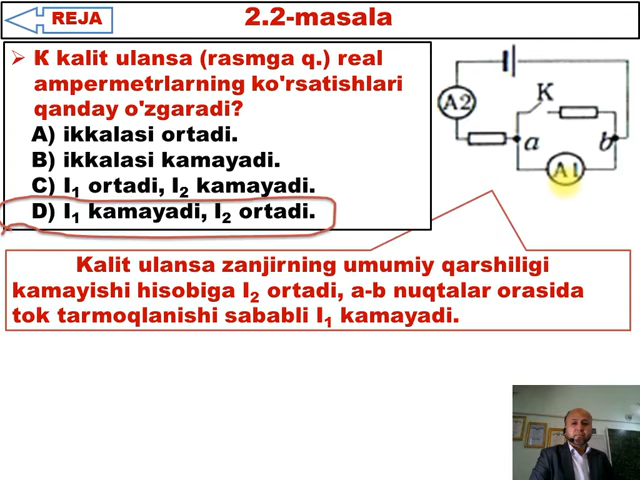 REJA
2.2-masala
K kalit ulansa (rasmga q.) real
ampermetrlarning ko'rsatishlari
qanday o'zgaradi?
A) ikkalasi ortadi.
B) ikkalasi kamayadi.
C) I₁ ortadi, I₂ kamayadi.
D) I₁ kamayadi, I₂ ortadi.
A2
K
a
b
A1
Kalit ulansa zanjirning umumiy qarshiligi
kamayishi hisobiga I₂ ortadi, a-b nuqtalar orasida
tok tarmoqlanishi sababli I₁ kamayadi.